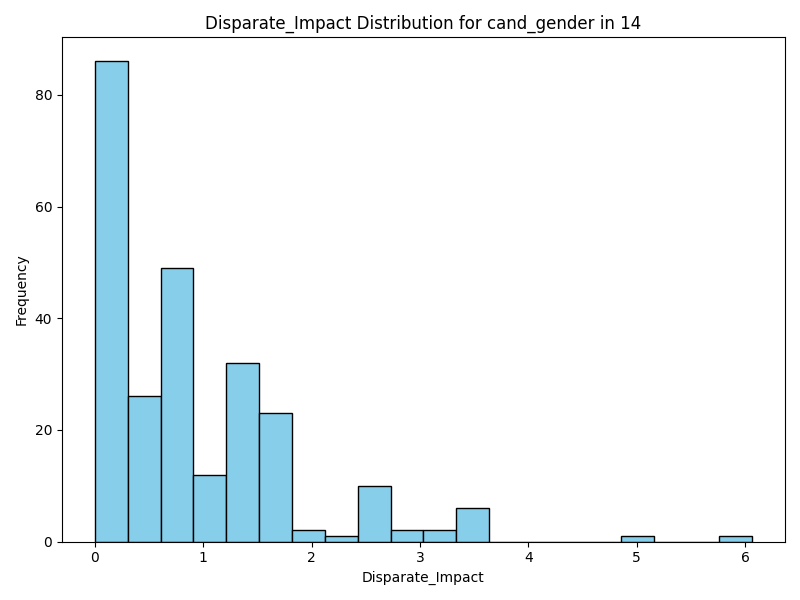 Disparate_Impact Distribution for cand_gender in 14
Frequency
80
60
40
20
0
0 1 2 3 4 5 6
Disparate_Impact